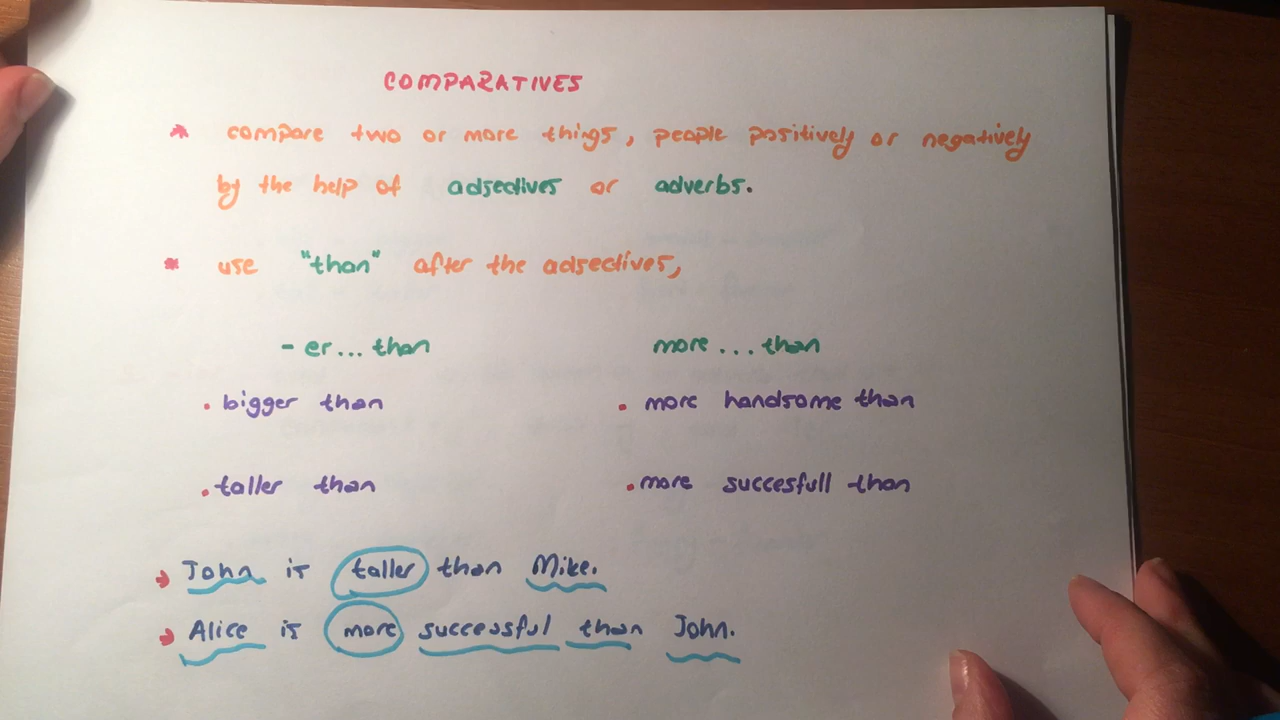 COMPARATIVES
* compare two or more things, people positively or negatively
by the help of adjectives or adverbs.
* use "than" after the adjectives,
- er... than more ... than
. bigger than . more handsome than
. taller than . more succesfull than
John is taller than Mike.
Alice is more successful than John.